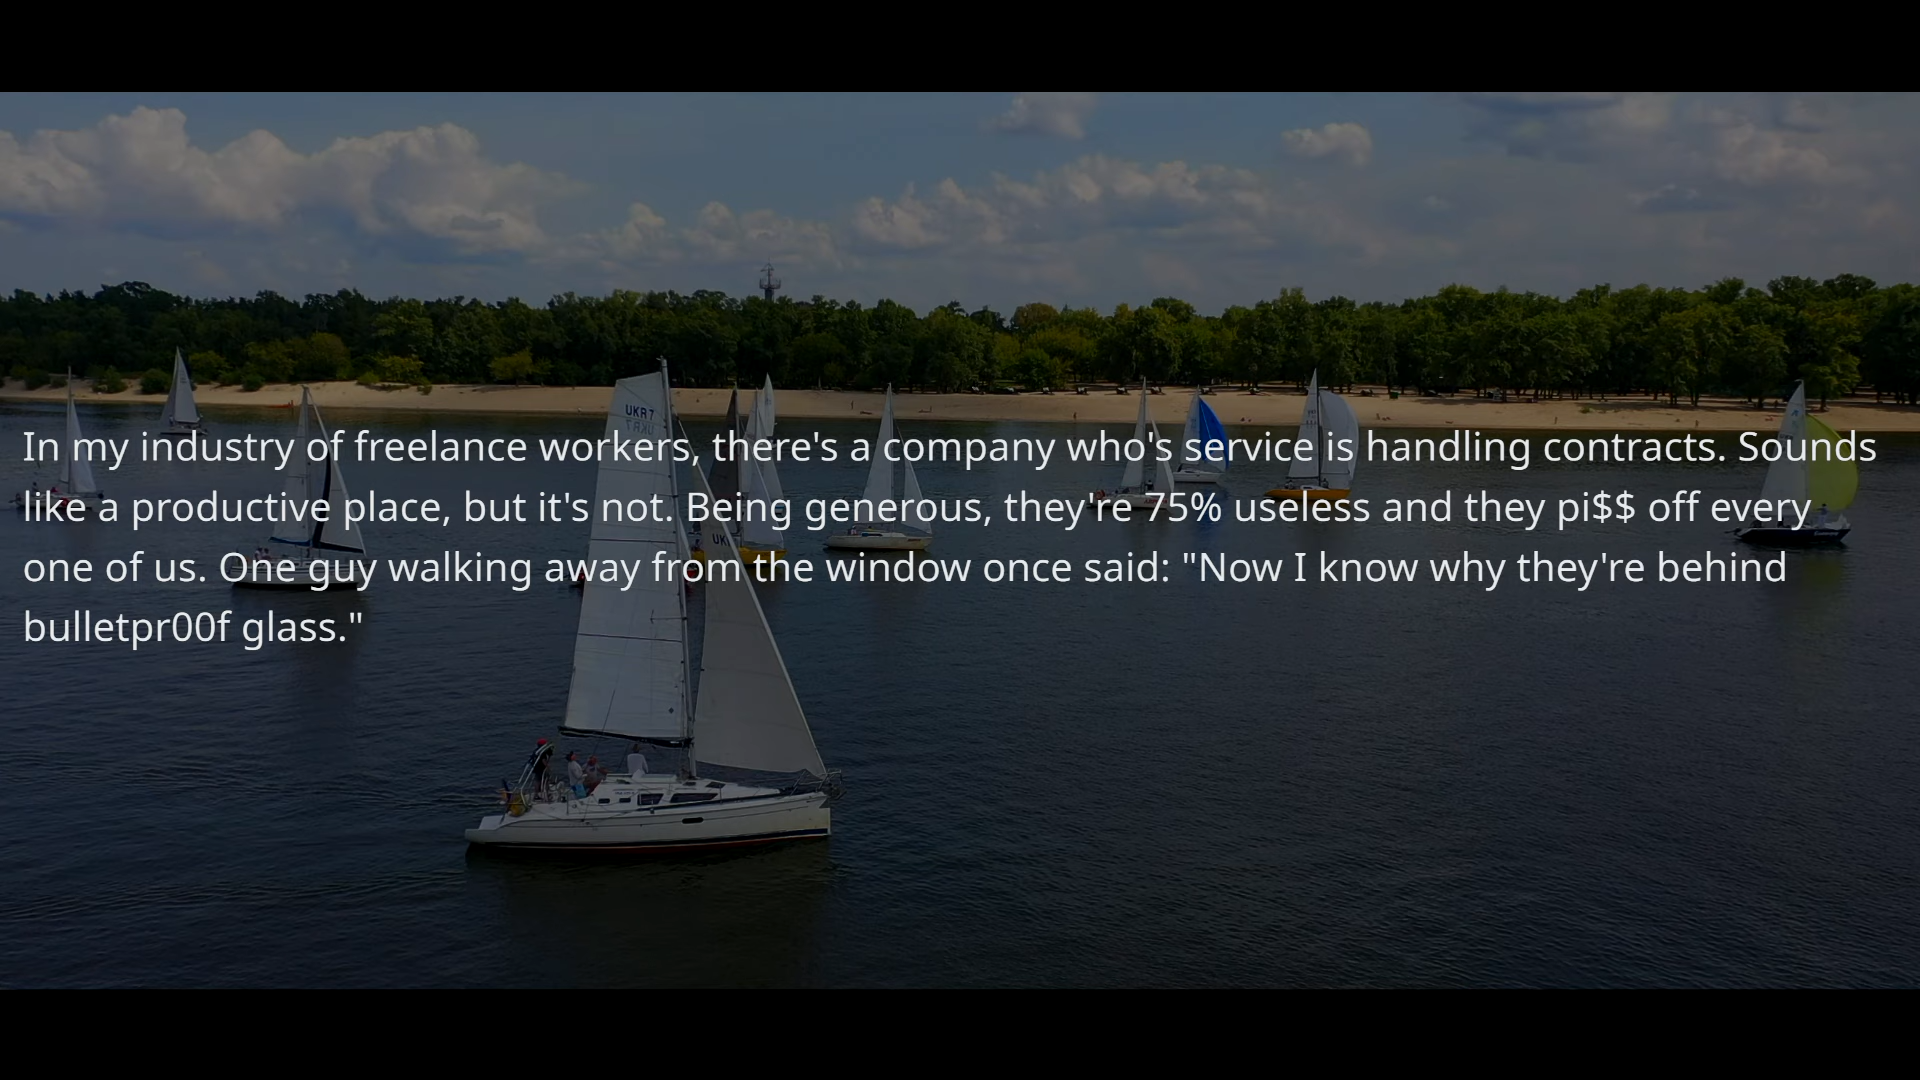 UKR 7
In my industry of freelance workers, there's a company who's service is handling contracts. Sounds
like a productive place, but it's not. Being generous, they're 75% useless and they pi$$ off every
one of us. One guy walking away from the window once said: "Now I know why they're behind
bulletpr00f glass."